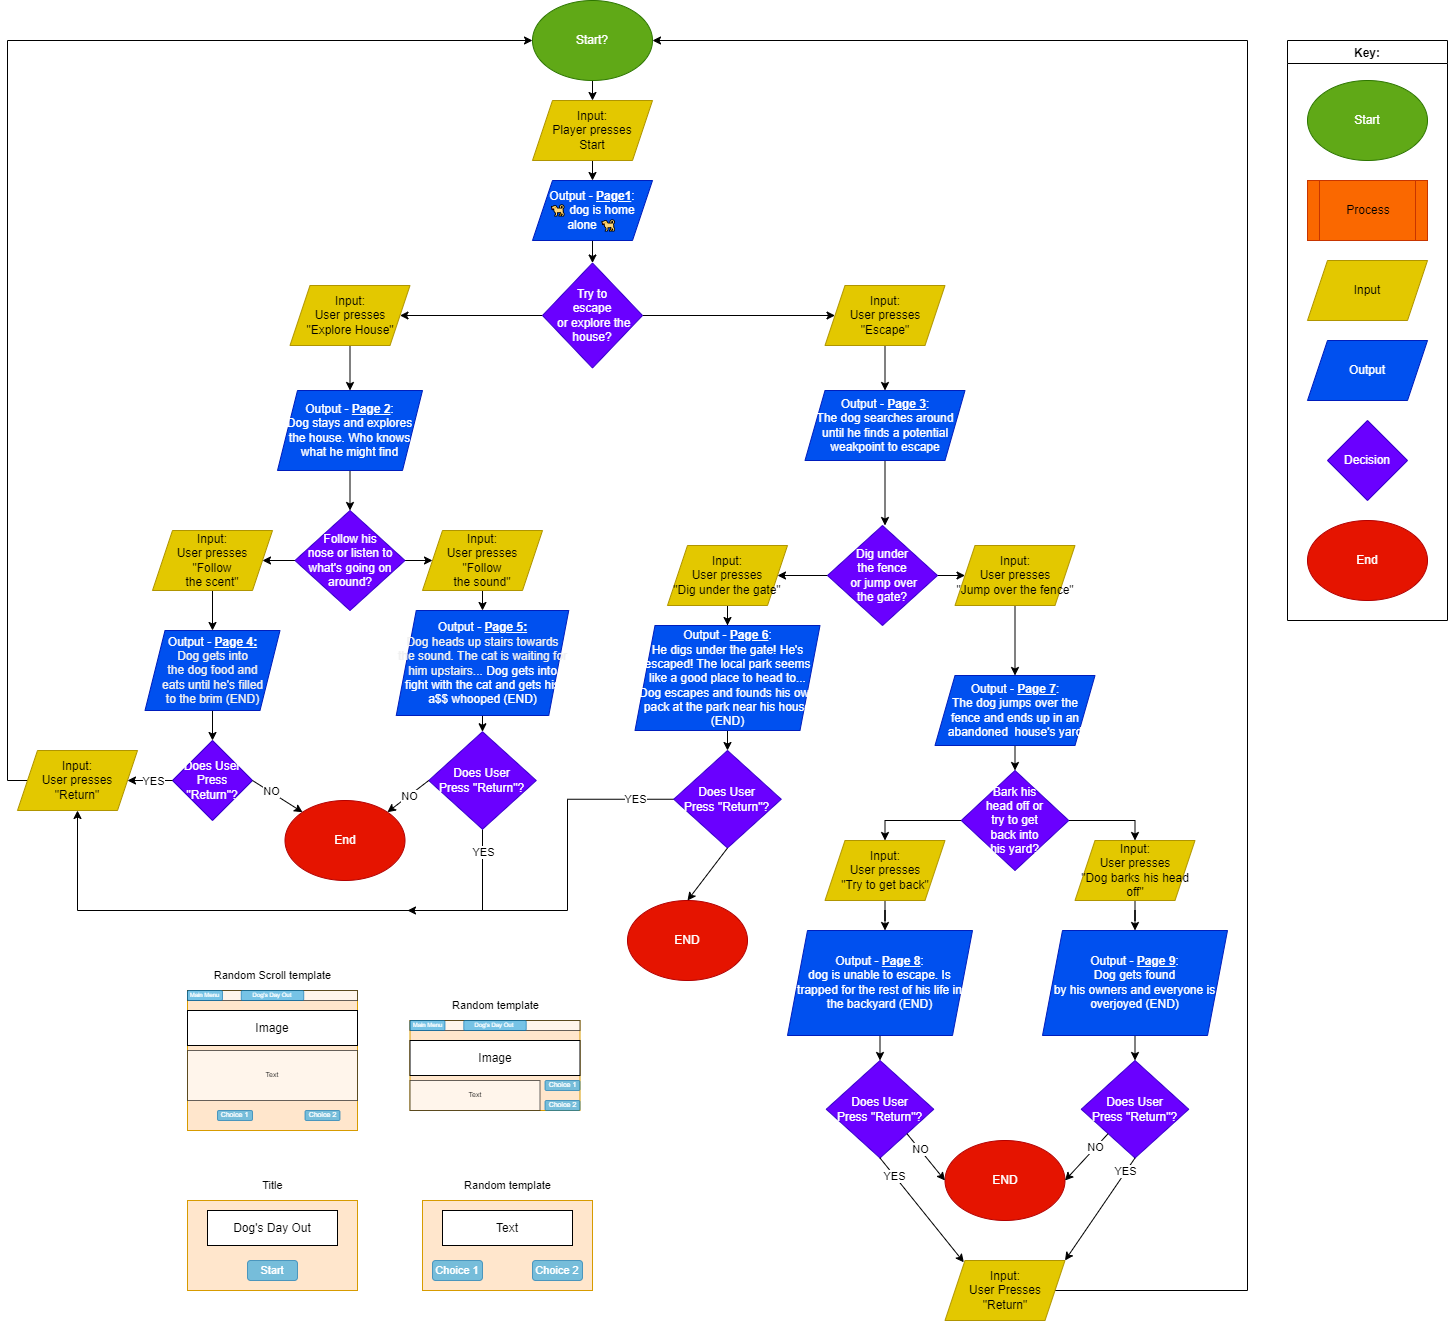 Start?
Key:
Start
Process
Input
Output
Decision
End
Input:
Player presses
Start
Output - Page1:
🐕 dog is home
alone 🐕
Try to
escape
or explore the
house?
Input:
User presses
"Explore House"
Input:
User presses
"Escape"
Output - Page 2:
Dog stays and explores
the house. Who knows
what he might find
Output - Page 3:
The dog searches around
until he finds a potential
weakpoint to escape
Follow his
nose or listen to
what's going on
around?
Input:
User presses
"Follow
the scent"
Input:
User presses
"Follow
the sound"
Dig under
the fence
or jump over
the gate?
Input:
User presses
"Dig under the gate"
Input:
User presses
"Jump over the fence"
Output - Page 4:
Dog gets into
the dog food and
eats until he's filled
to the brim (END)
Output - Page 5:
Dog heads up stairs towards
the sound. The cat is waiting fo
him upstairs... Dog gets into
fight with the cat and gets his
a$$ whooped (END)
Output - Page 6:
He digs under the gate! He's
escaped! The local park seems
like a good place to head to...
Dog escapes and founds his ow
pack at the park near his hous
(END)
Output - Page 7:
The dog jumps over the
fence and ends up in an
abandoned house's yard
Does User
Press
"Return"?
YES
NO
Input:
User presses
"Return"
Does User
Press "Return"?
NO
YES
End
Does User
Press "Return"?
YES
END
Bark his
head off or
try to get
back into
his yard?
Input:
User presses
"Try to get back"
Input:
User presses
"Dog barks his head
off"
Output - Page 8:
dog is unable to escape. Is
trapped for the rest of his life in
the backyard (END)
Output - Page 9:
Dog gets found
by his owners and everyone is
overjoyed (END)
Does User
Press "Return"?
Does User
Press "Return"?
NO
NO
YES
YES
END
Input:
User Presses
"Return"
Random Scroll template
Main Menu
Dog's Day Out
Image
Text
Choice 1
Choice 2
Random template
Main Menu
Dog's Day Out
Image
Text
Choice 1
Choice 2
Title
Dog's Day Out
Start
Random template
Text
Choice 1
Choice 2